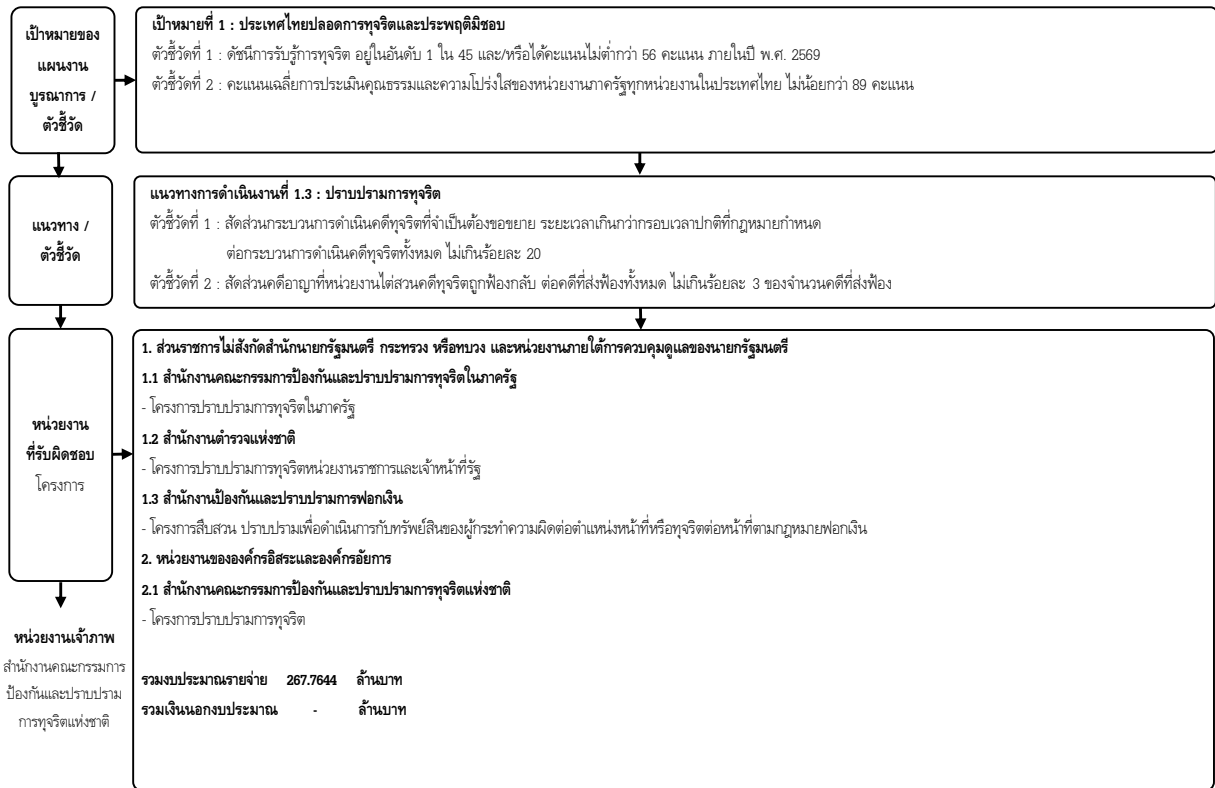 เป้าหมายของ
แผนงาน
บูรณาการ /
ตัวชี้วัด
เป้าหมายที่ 1 : ประเทศไทยปลอดการทุจริตและประพฤติมิชอบ
ตัวชี้วัดที่ 1 : ดัชนีการรับรู้การทุจริต อยู่ในอันดับ 1 ใน 45 และ/หรือได้คะแนนไม่ต่ำกว่า 56 คะแนน ภายในปี พ.ศ. 2569
ตัวชี้วัดที่ 2 : คะแนนเฉลี่ยการประเมินคุณธรรมและความโปร่งใสของหน่วยงานภาครัฐทุกหน่วยงานในประเทศไทย ไม่น้อยกว่า 89 คะแนน
แนวทาง /
ตัวชี้วัด
แนวทางการดำเนินงานที่ 1.3 : ปราบปรามการทุจริต
ตัวชี้วัดที่ 1 : สัดส่วนกระบวนการดำเนินคดีทุจริตที่จำเป็นต้องขอขยาย ระยะเวลาเกินกว่ากรอบเวลาปกติที่กฎหมายกำหนด
ต่อกระบวนการดำเนินคดีทุจริตทั้งหมด ไม่เกินร้อยละ 20
ตัวชี้วัดที่ 2 : สัดส่วนคดีอาญาที่หน่วยงานไต่สวนคดีทุจริตถูกฟ้องกลับ ต่อคดีที่ส่งฟ้องทั้งหมด ไม่เกินร้อยละ 3 ของจำนวนคดีที่ส่งฟ้อง
หน่วยงาน
ที่รับผิดชอบ
โครงการ
1. ส่วนราชการไม่สังกัดสำนักนายกรัฐมนตรี กระทรวง หรือทบวง และหน่วยงานภายใต้การควบคุมดูแลของนายกรัฐมนตรี
1.1 สำนักงานคณะกรรมการป้องกันและปราบปรามการทุจริตในภาครัฐ
- โครงการปราบปรามการทุจริตในภาครัฐ
1.2 สำนักงานตำรวจแห่งชาติ
- โครงการปราบปรามการทุจริตหน่วยงานราชการและเจ้าหน้าที่รัฐ
1.3 สำนักงานป้องกันและปราบปรามการฟอกเงิน
- โครงการสืบสวน ปราบปรามเพื่อดำเนินการกับทรัพย์สินของผู้กระทำความผิดต่อตำแหน่งหน้าที่หรือทุจริตต่อหน้าที่ตามกฎหมายฟอกเงิน
2. หน่วยงานขององค์กรอิสระและองค์กรอัยการ
2.1 สำนักงานคณะกรรมการป้องกันและปราบปรามการทุจริตแห่งชาติ
- โครงการปราบปรามการทุจริต
รวมงบประมาณรายจ่าย 267.7644 ล้านบาท
รวมเงินนอกงบประมาณ - ล้านบาท
หน่วยงานเจ้าภาพ
สำนักงานคณะกรรมการ
ป้องกันและปราบปราม
การทุจริตแห่งชาติ